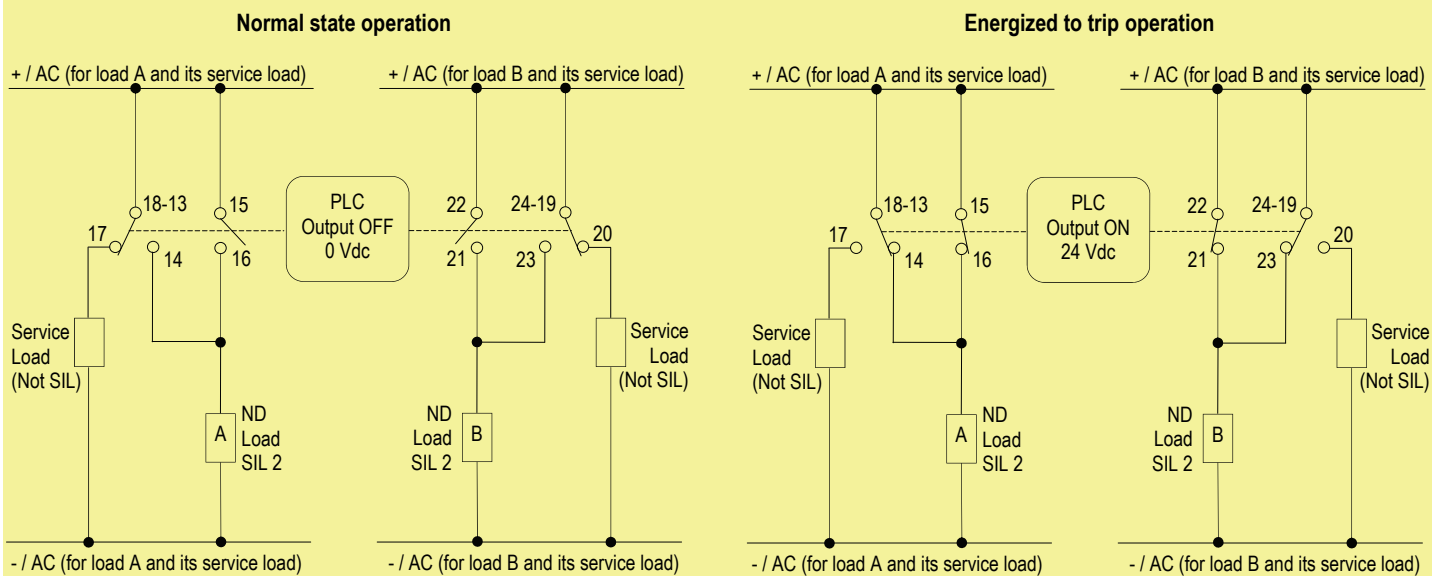 Normal state operation
Energized to trip operation
+ / AC (for load A and its service load)
+ / AC (for load B and its service load)
+ / AC (for load A and its service load)
+ / AC (for load B and its service load)
18-13
15
PLC
Output OFF
0 Vdc
22
24-19
17
14
16
21
23
20
Service
Load
(Not SIL)
A
ND
Load
SIL 2
ND
Load
SIL 2
B
Service
Load
(Not SIL)
18-13
15
PLC
Output ON
24 Vdc
22
24-19
17
14
16
21
23
20
Service
Load
(Not SIL)
A
ND
Load
SIL 2
ND
Load
SIL 2
B
Service
Load
(Not SIL)
- / AC (for load A and its service load)
- / AC (for load B and its service load)
- / AC (for load A and its service load)
- / AC (for load B and its service load)